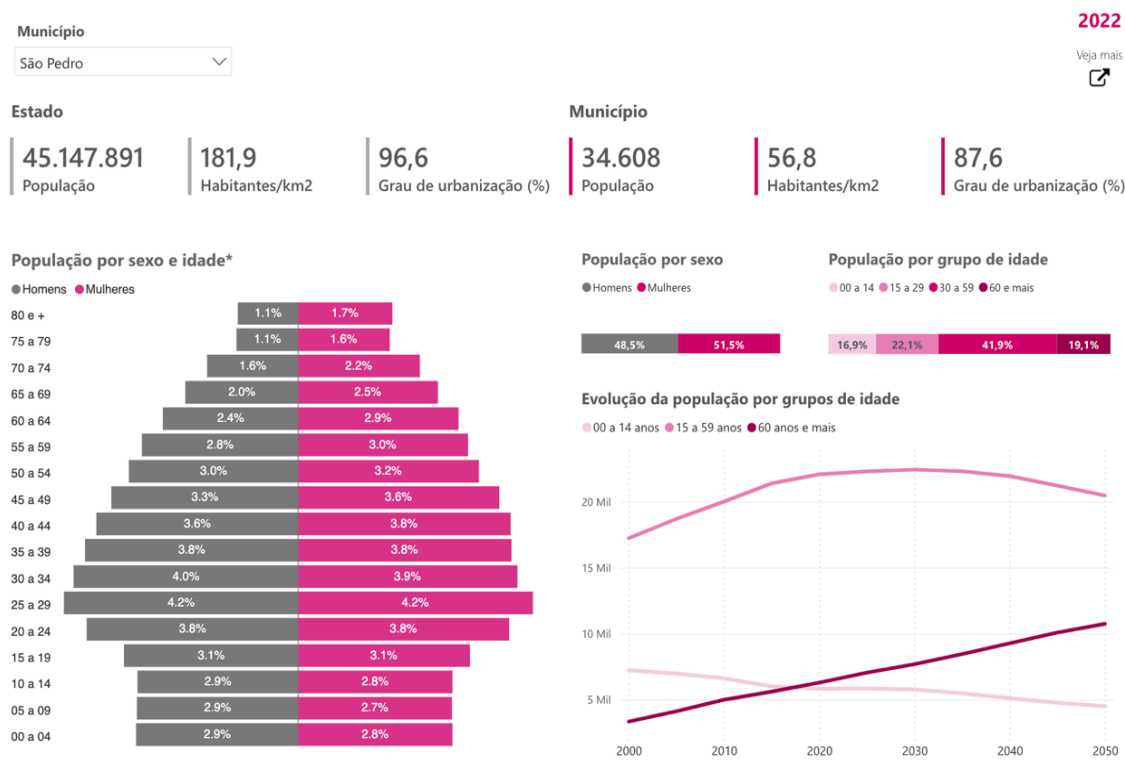 2022
Município
São Pedro
Veja mais
Estado
45.147.891
População
181,9
Habitantes/km2
96,6
Grau de urbanização (%)
Município
34.608
População
56,8
Habitantes/km2
87,6
Grau de urbanização (%)
População por sexo e idade*
Homens Mulheres
80 e + 1.1% 1.7%
75 a 79 1.1% 1.6%
70 a 74 1.6% 2.2%
65 a 69 2.0% 2.5%
60 a 64 2.4% 2.9%
55 a 59 2.8% 3.0%
50 a 54 3.0% 3.2%
45 a 49 3.3% 3.6%
40 a 44 3.6% 3.8%
35 a 39 3.8% 3.8%
30 a 34 4.0% 3.9%
25 a 29 4.2% 4.2%
20 a 24 3.8% 3.8%
15 a 19 3.1% 3.1%
10 a 14 2.9% 2.8%
05 a 09 2.9% 2.7%
00 a 04 2.9% 2.8%
População por sexo
Homens Mulheres
48,5% 51,5%
População por grupo de idade
00 a 14 15 a 29 30 a 59 60 e mais
16,9% 22,1% 41,9% 19,1%
Evolução da população por grupos de idade
00 a 14 anos 15 a 59 anos 60 anos e mais
20 Mil
15 Mil
10 Mil
5 Mil
2000 2010 2020 2030 2040 2050